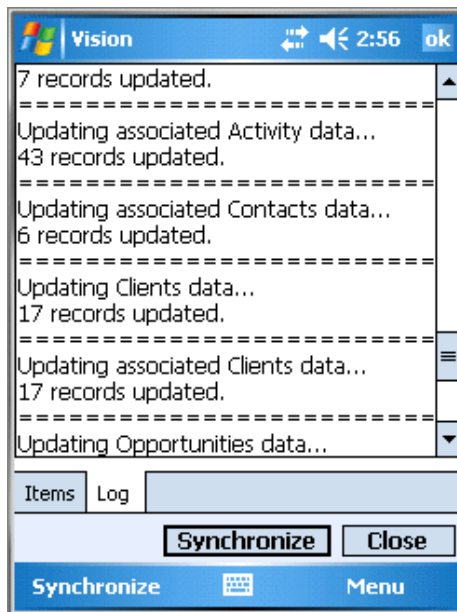 Vision 2:56 ok
7 records updated.
==========================
Updating associated Activity data...
43 records updated.
==========================
Updating associated Contacts data...
6 records updated.
==========================
Updating Clients data...
17 records updated.
==========================
Updating associated Clients data...
17 records updated.
==========================
Updating Opportunities data...
Items Log
Synchronize Close
Synchronize Menu